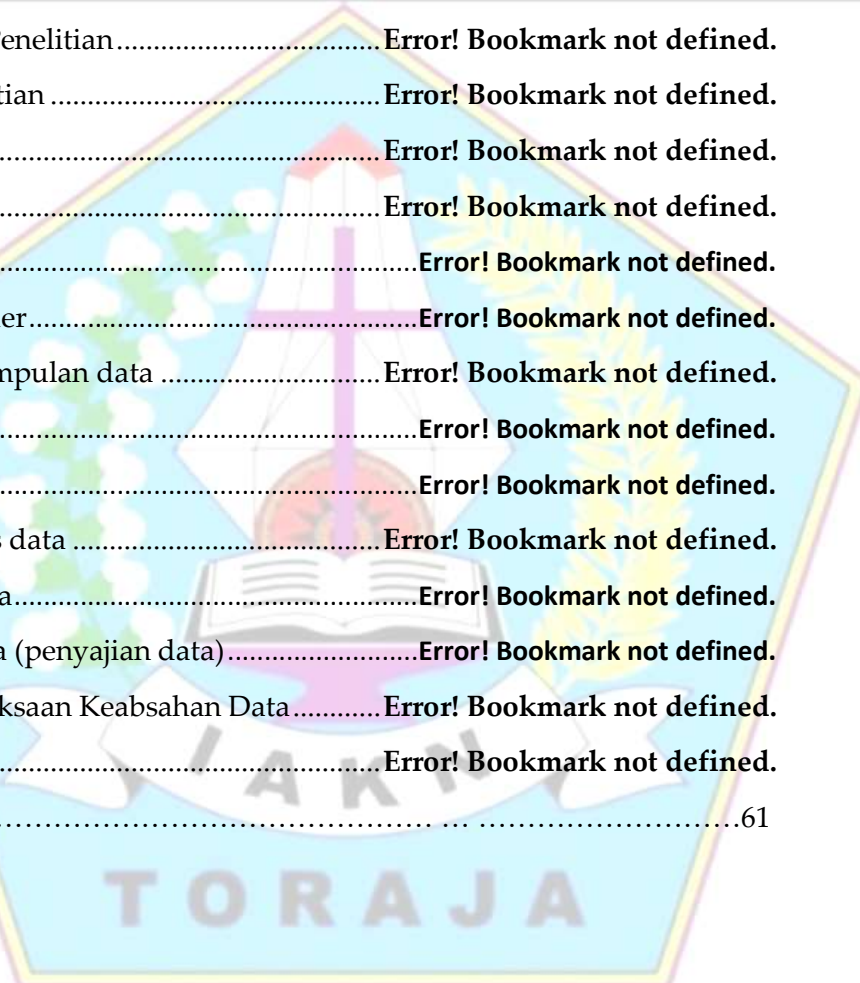 enelitian...................................Error! Bookmark not defined.
tian ............................................Error! Bookmark not defined.
...................................................Error! Bookmark not defined.
...................................................Error! Bookmark not defined.
........................................................Error! Bookmark not defined.
er....................................................Error! Bookmark not defined.
mpulan data .............................Error! Bookmark not defined.
........................................................Error! Bookmark not defined.
........................................................Error! Bookmark not defined.
s data .........................................Error! Bookmark not defined.
a......................................................Error! Bookmark not defined.
a (penyajian data).........................Error! Bookmark not defined.
ksaan Keabsahan Data............Error! Bookmark not defined.
...................................................Error! Bookmark not defined.
……………………………………………… … …………………………61
IAKN
TORAJA